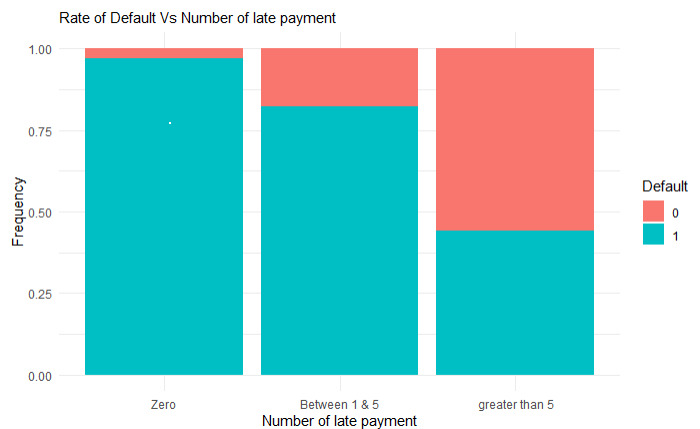 Rate of Default Vs Number of late payment
1.00
0.75
0.50
0.25
0.00
Frequency
Zero
Between 1 & 5
greater than 5
Number of late payment
Default
0
1